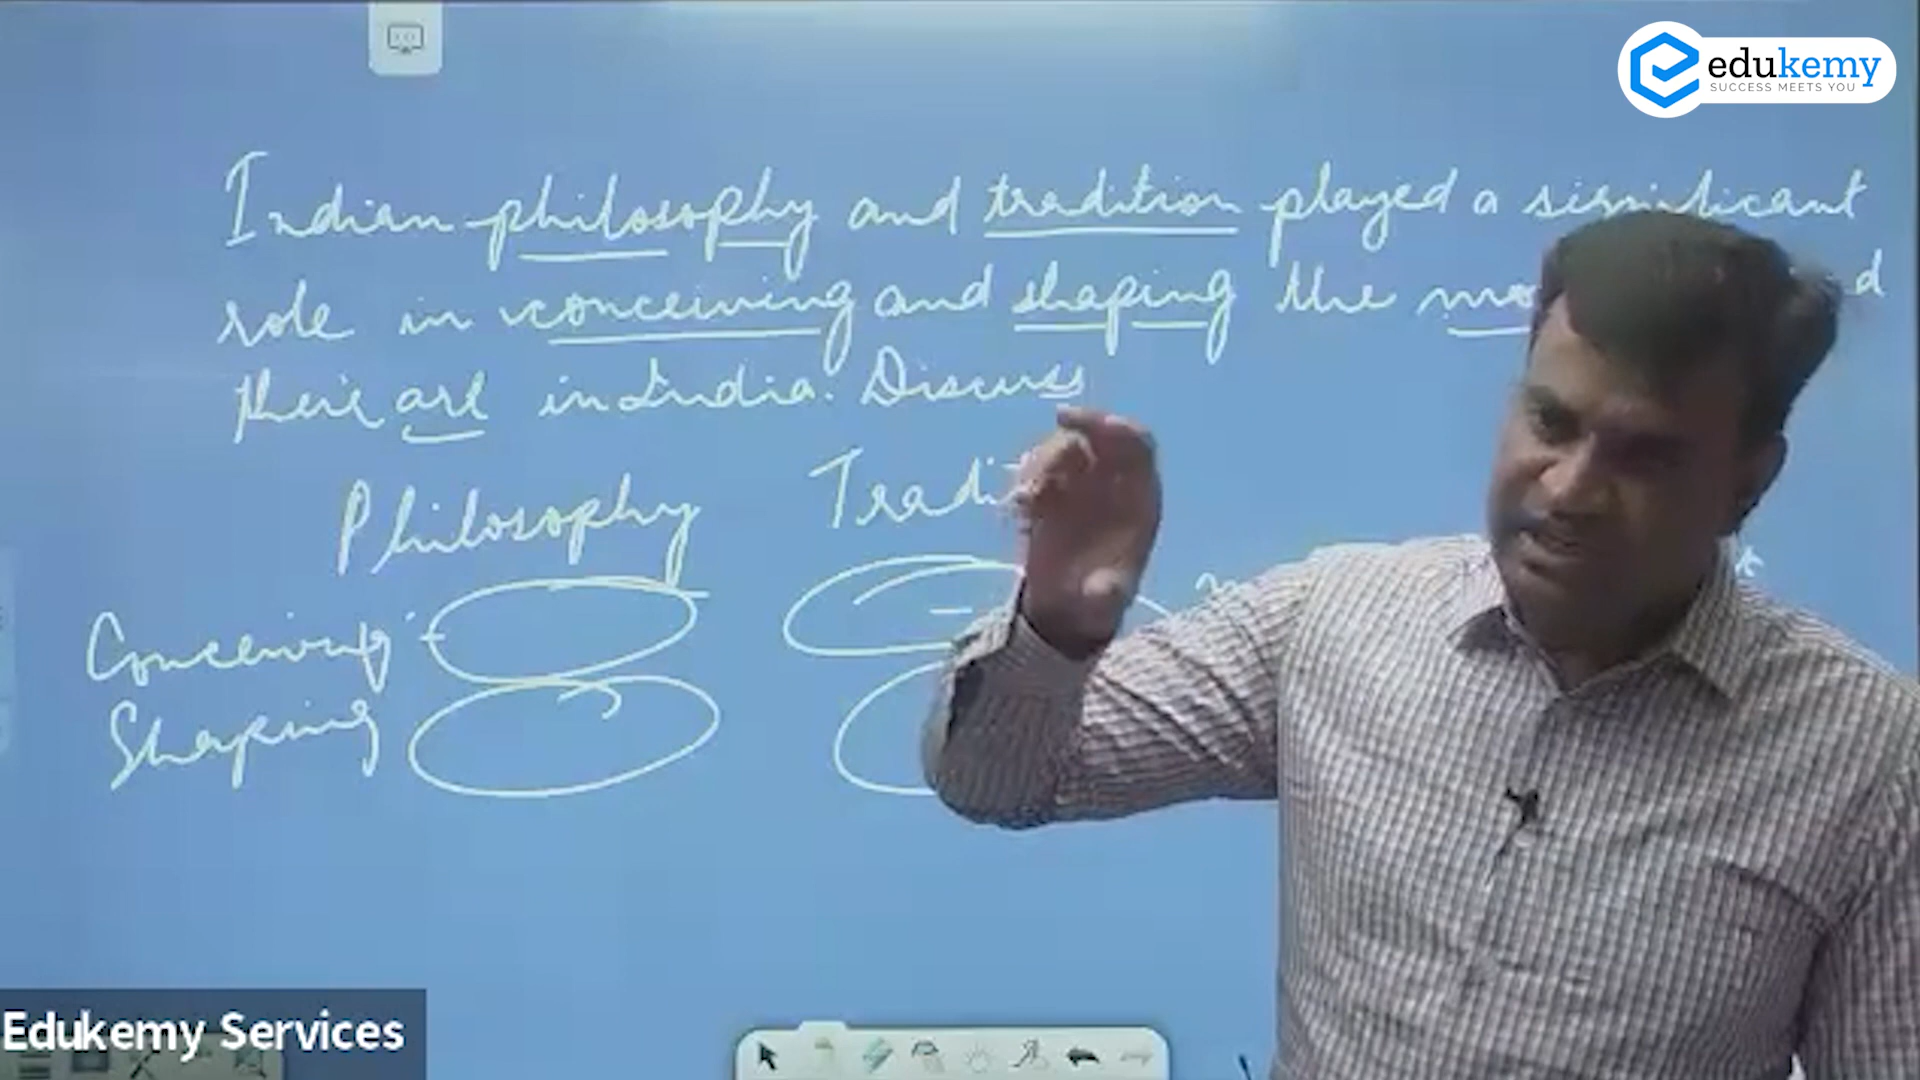 edukemy
SUCCESS MEETS YOU
Indian philosophy and tradition played a significant
role in conceiving and shaping the
their art in India. Discuss
Philosophy
Conceiving
Shaping
Edukemy Services